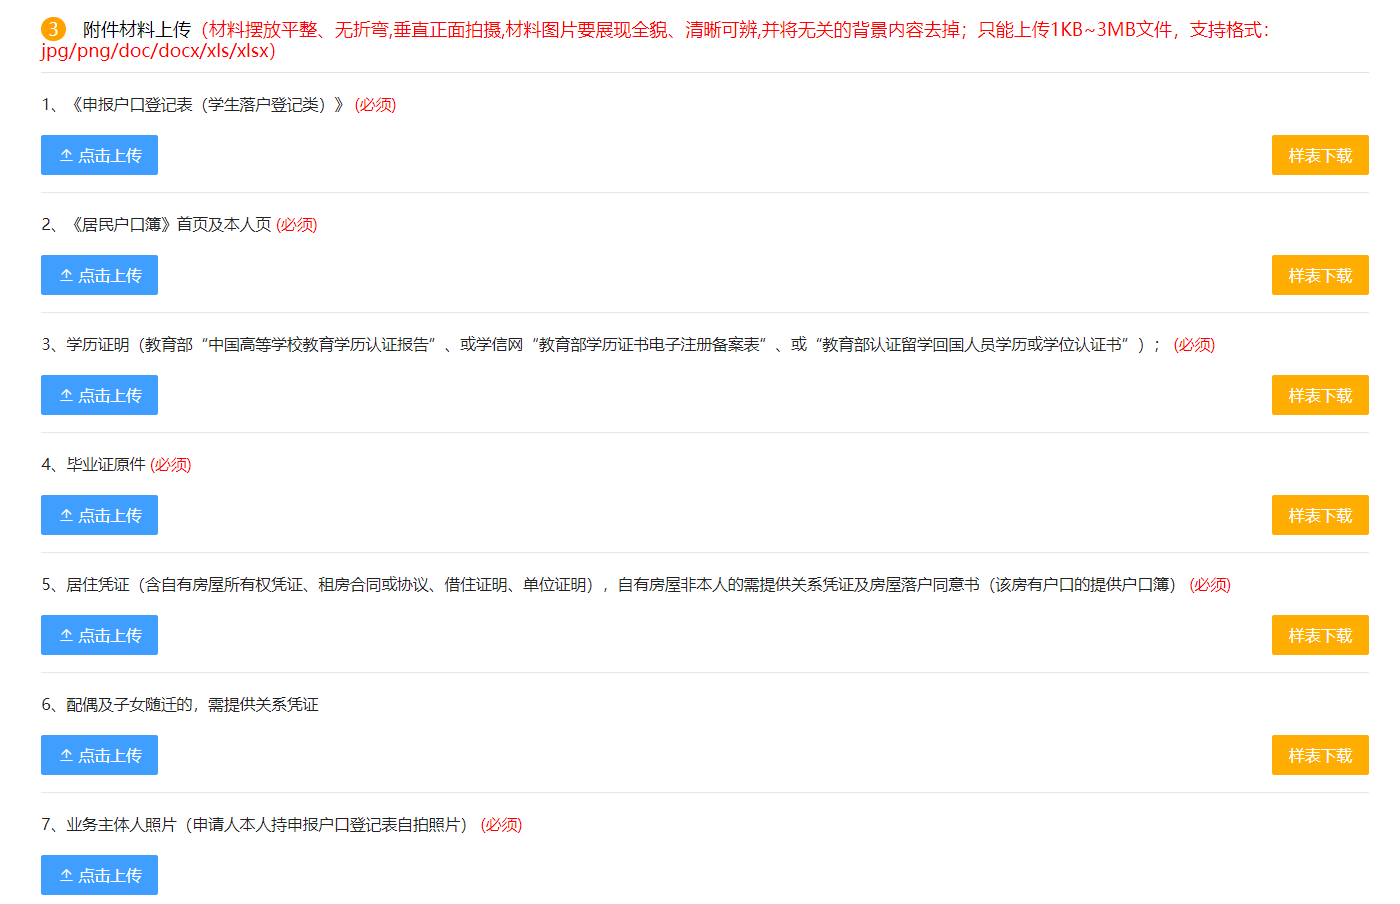 3 附件材料上传（材料摆放平整、无折弯,垂直正面拍摄,材料图片要展现全貌、清晰可辨,并将无关的背景内容去掉；只能上传1KB~3MB文件，支持格式：
jpg/png/doc/docx/xls/xlsx）
1、《申报户口登记表（学生落户登记类）》 (必须)
点击上传 样表下载
2、《居民户口簿》首页及本人页 (必须)
点击上传 样表下载
3、学历证明（教育部“中国高等学校教育学历认证报告”、或学信网“教育部学历证书电子注册备案表”、或“教育部认证留学回国人员学历或学位认证书”）； (必须)
点击上传 样表下载
4、毕业证原件 (必须)
点击上传 样表下载
5、居住凭证（含自有房屋所有权凭证、租房合同或协议、借住证明、单位证明），自有房屋非本人的需提供关系凭证及房屋落户同意书（该房有户口的提供户口簿） (必须)
点击上传 样表下载
6、配偶及子女随迁的，需提供关系凭证
点击上传 样表下载
7、业务主体人照片（申请人本人持申报户口登记表自拍照片） (必须)
点击上传